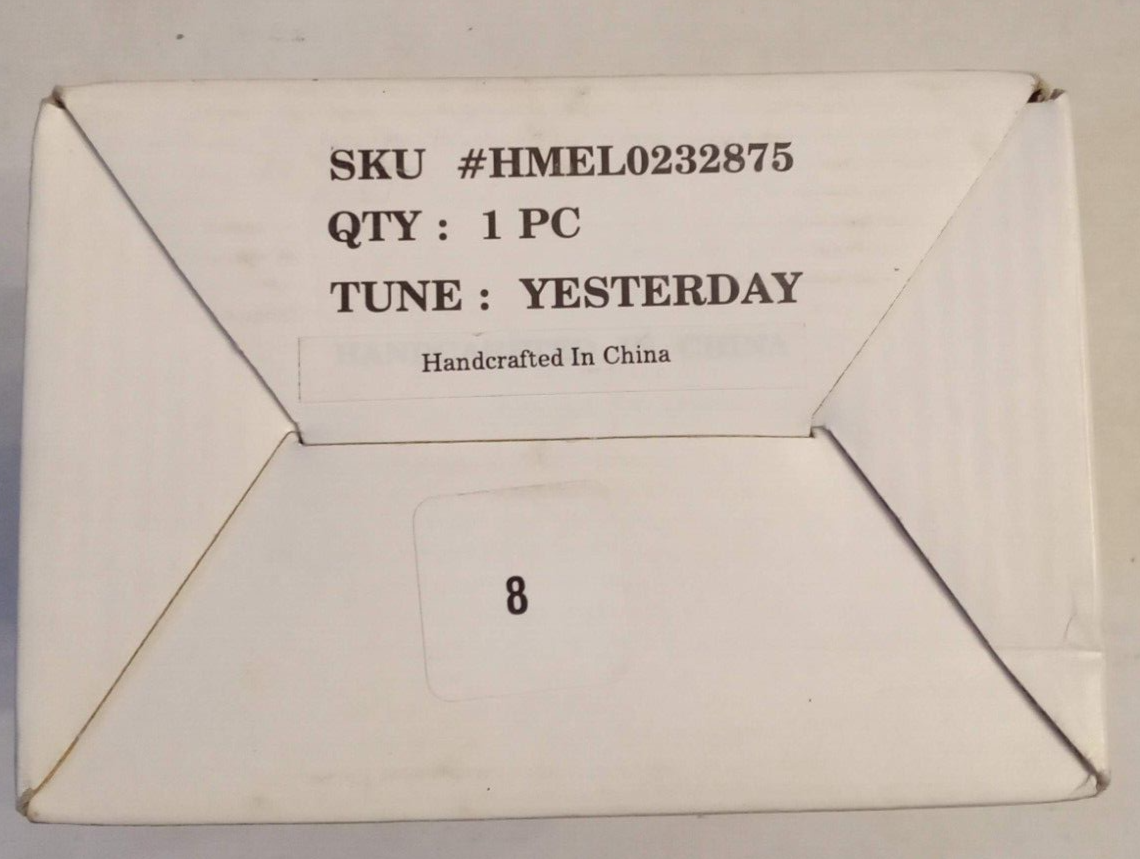 SKU #HMEL0232875
QTY : 1 PC
TUNE : YESTERDAY
Handcrafted In China
8